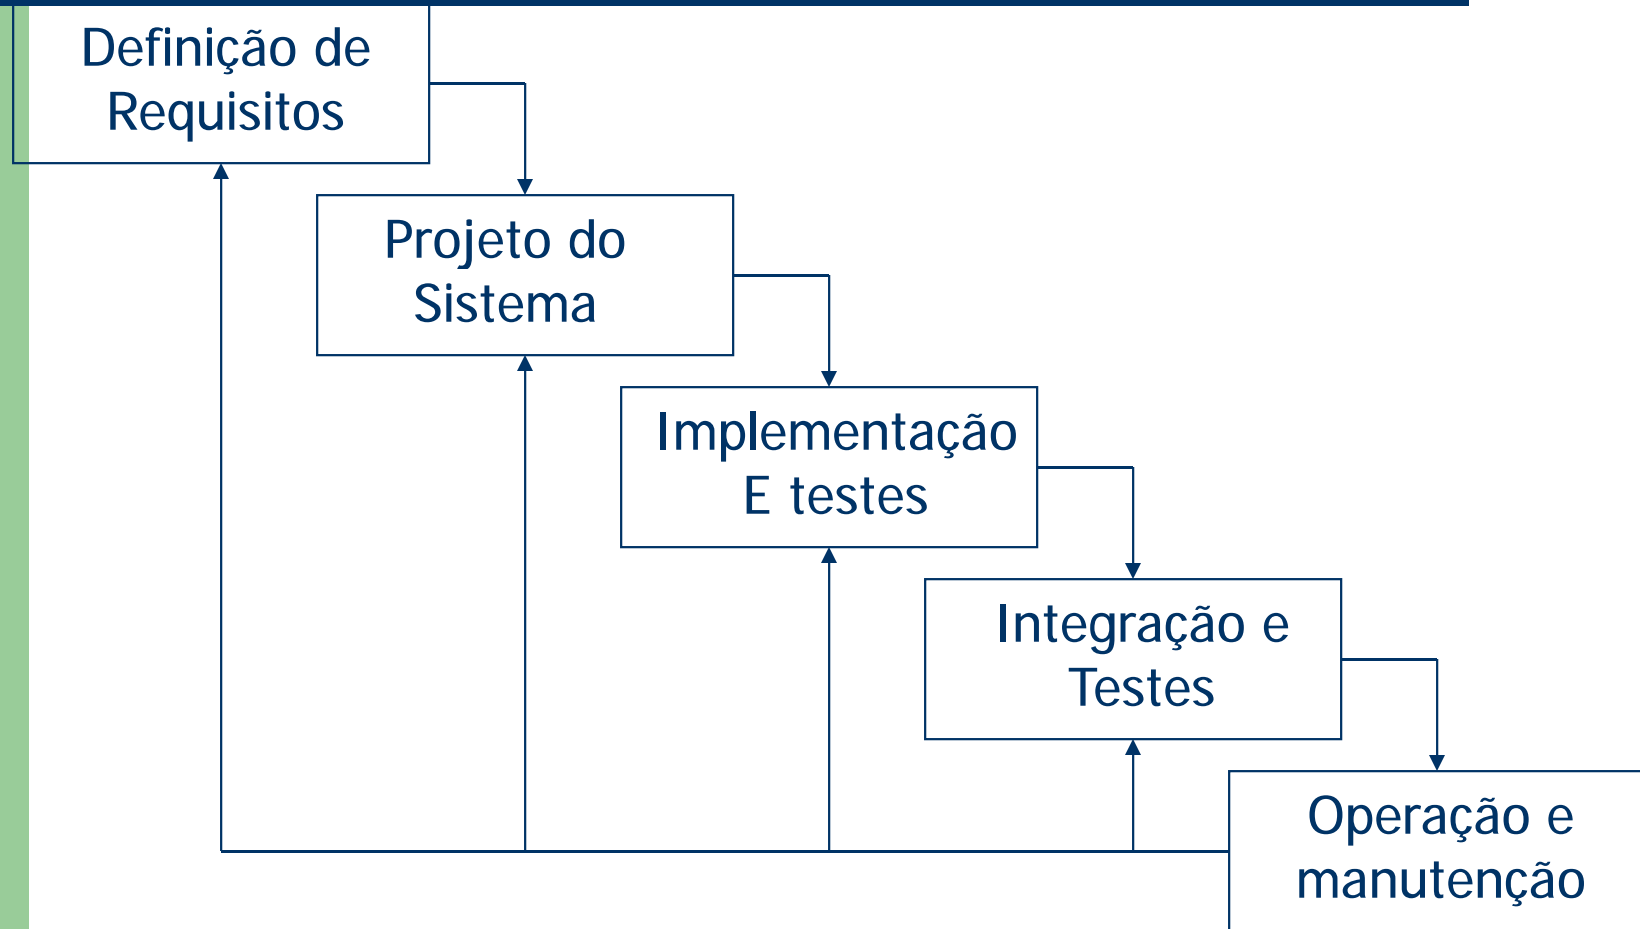 Definição de
Requisitos
Projeto do
Sistema
Implementação
E testes
Integração e
Testes
Operação e
manutenção